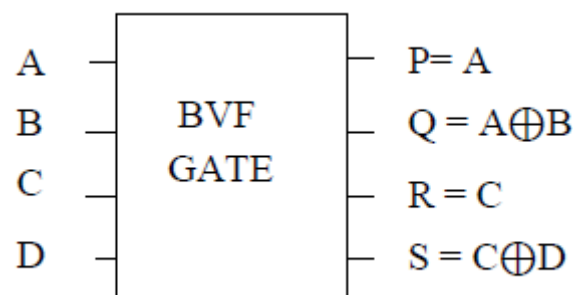 A
B
C
D
BVF
GATE
P= A
Q = A⊕B
R = C
S = C⊕D